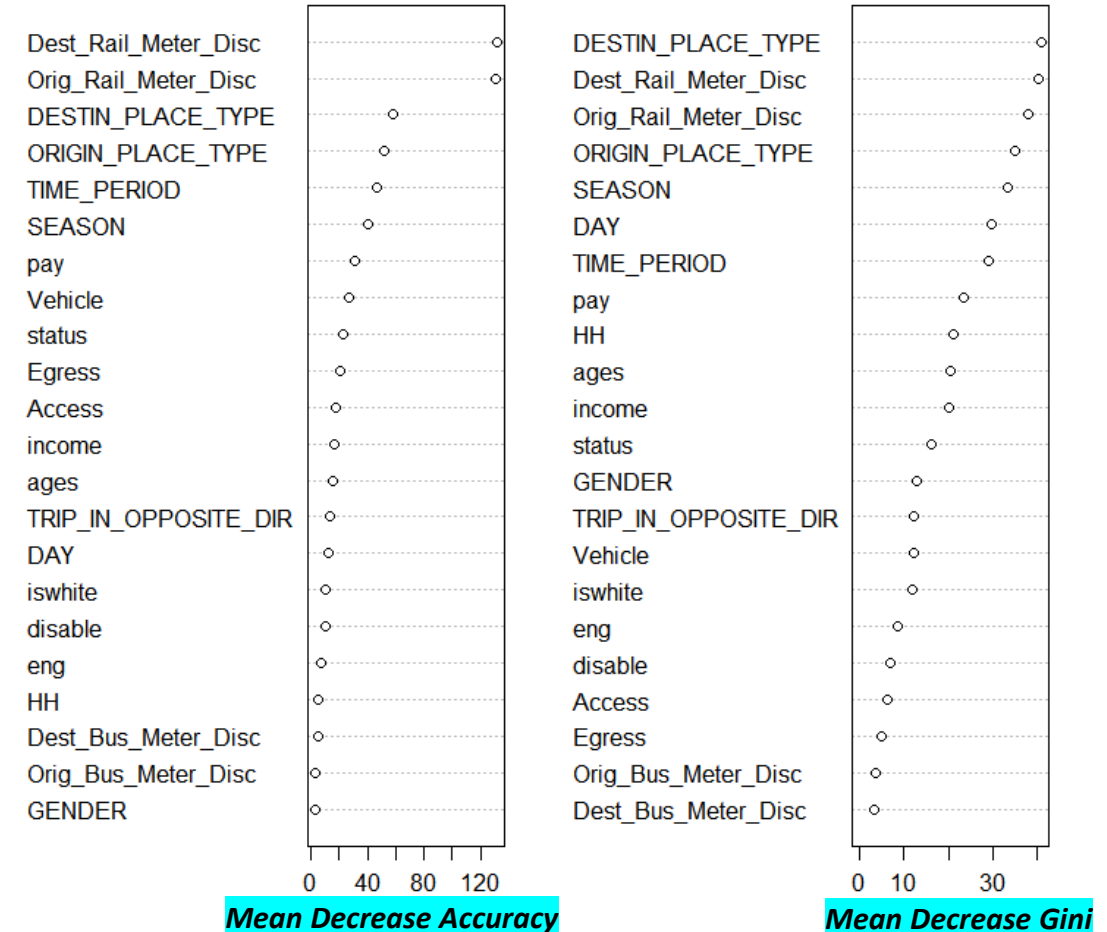 Dest_Rail_Meter_Disc
Orig_Rail_Meter_Disc
DESTIN_PLACE_TYPE
ORIGIN_PLACE_TYPE
TIME_PERIOD
SEASON
pay
Vehicle
status
Egress
Access
income
ages
TRIP_IN_OPPOSITE_DIR
DAY
iswhite
disable
eng
HH
Dest_Bus_Meter_Disc
Orig_Bus_Meter_Disc
GENDER
0 40 80 120
Mean Decrease Accuracy
DESTIN_PLACE_TYPE
Dest_Rail_Meter_Disc
Orig_Rail_Meter_Disc
ORIGIN_PLACE_TYPE
SEASON
DAY
TIME_PERIOD
pay
HH
ages
income
status
GENDER
TRIP_IN_OPPOSITE_DIR
Vehicle
iswhite
eng
disable
Access
Egress
Orig_Bus_Meter_Disc
Dest_Bus_Meter_Disc
0 10 30
Mean Decrease Gini